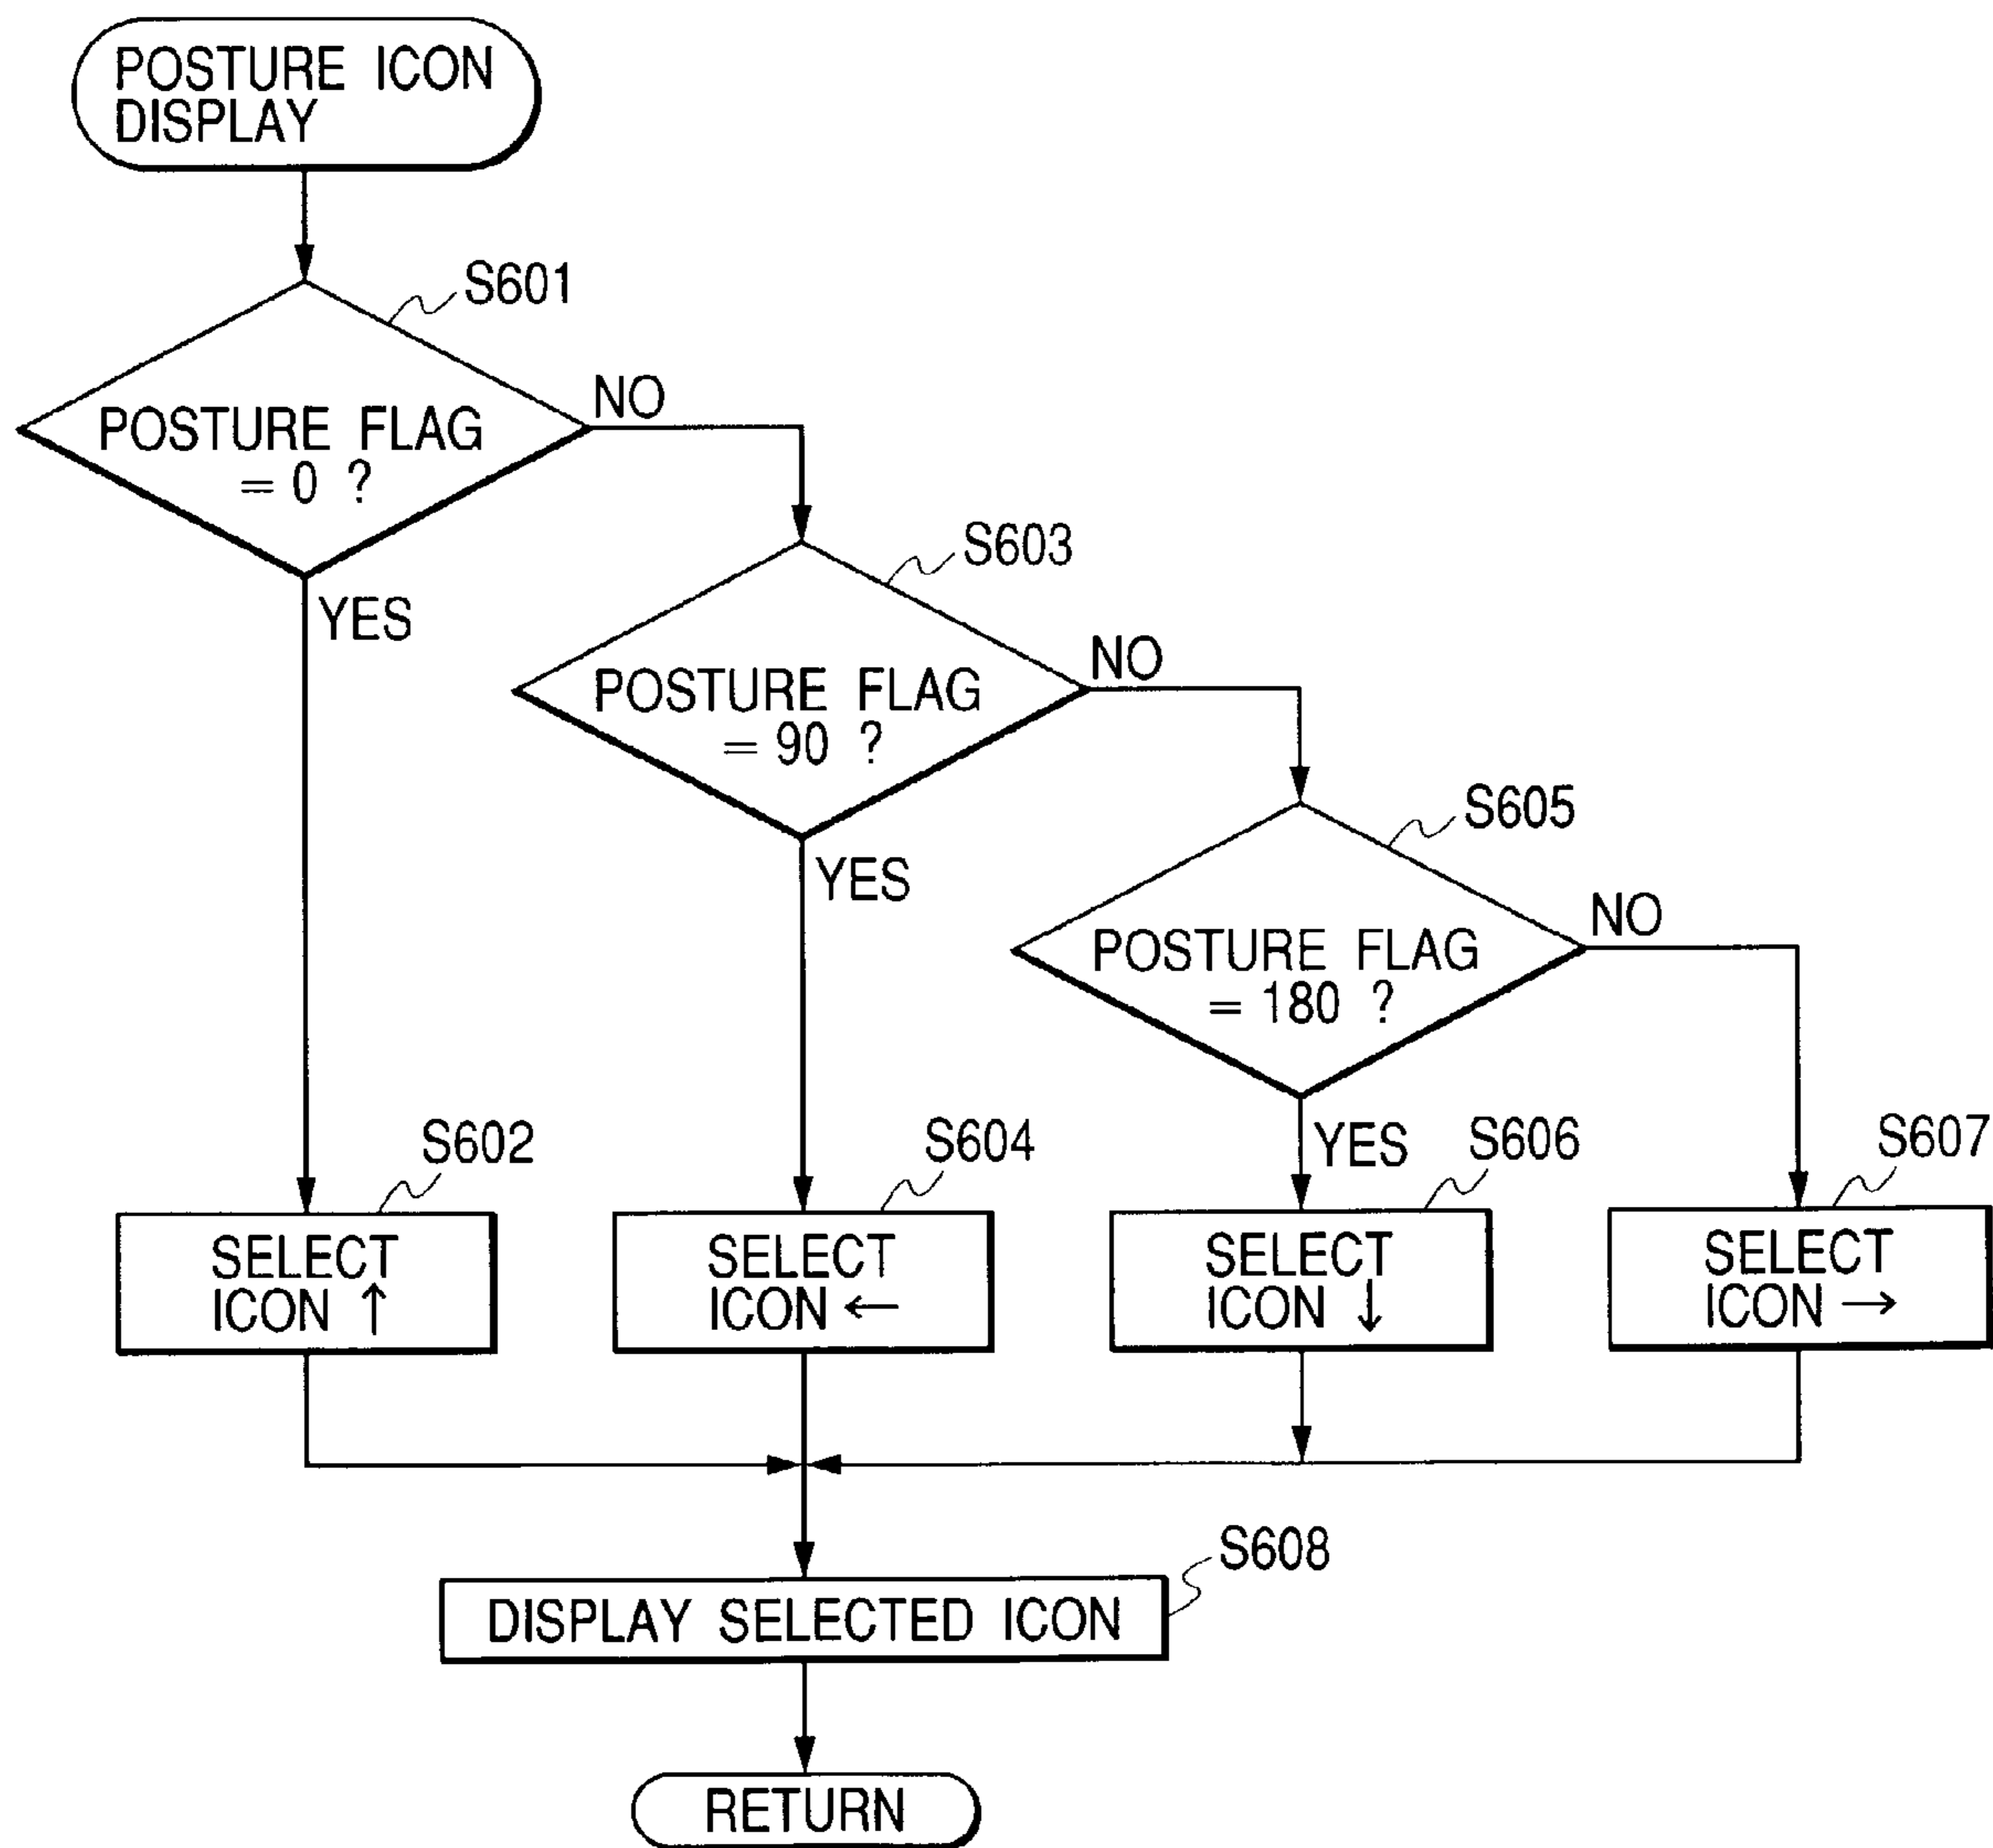 POSTURE ICON
DISPLAY
S601
POSTURE FLAG
= 0 ?
NO
YES
S603
POSTURE FLAG
= 90 ?
NO
YES
S605
POSTURE FLAG
= 180 ?
NO
YES
S602
SELECT
ICON ↑
S604
SELECT
ICON ←
S606
SELECT
ICON ↓
S607
SELECT
ICON →
S608
DISPLAY SELECTED ICON
RETURN